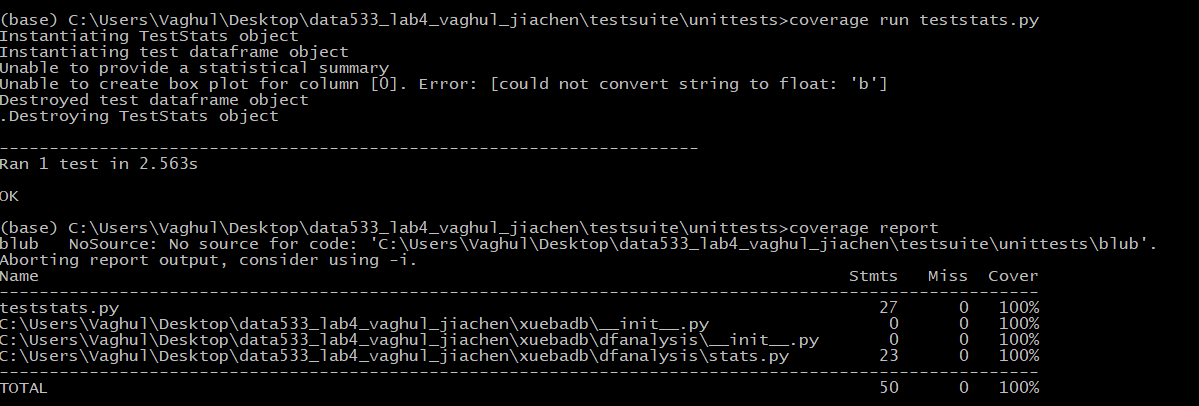 (base) C:\Users\Vaghul\Desktop\data533_lab4_vaghul_jiachen\testsuite\unittests>coverage run teststats.py
Instantiating TestStats object
Instantiating test dataframe object
Unable to provide a statistical summary
Unable to create box plot for column [0]. Error: [could not convert string to float: 'b']
Destroyed test dataframe object
.Destroying TestStats object
----------------------------------------------------------------------
Ran 1 test in 2.563s
OK
(base) C:\Users\Vaghul\Desktop\data533_lab4_vaghul_jiachen\testsuite\unittests>coverage report
blub   NoSource: No source for code: 'C:\Users\Vaghul\Desktop\data533_lab4_vaghul_jiachen\testsuite\unittests\blub'.
Aborting report output, consider using -i.
Name                                                                                 Stmts   Miss  Cover
--------------------------------------------------------------------------------------------------------
teststats.py                                                                            27      0   100%
C:\Users\Vaghul\Desktop\data533_lab4_vaghul_jiachen\xuebadb\__init__.py                  0      0   100%
C:\Users\Vaghul\Desktop\data533_lab4_vaghul_jiachen\xuebadb\dfanalysis\__init__.py       0      0   100%
C:\Users\Vaghul\Desktop\data533_lab4_vaghul_jiachen\xuebadb\dfanalysis\stats.py         23      0   100%
--------------------------------------------------------------------------------------------------------
TOTAL                                                                                   50      0   100%